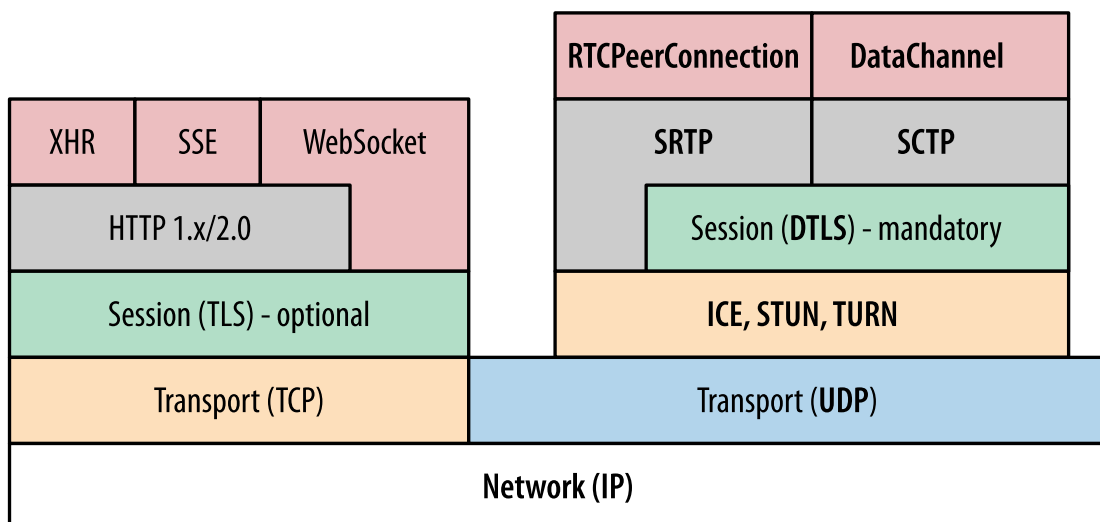 RTCPeerConnection
DataChannel
XHR
SSE
WebSocket
SRTP
SCTP
HTTP 1.x/2.0
Session (DTLS) - mandatory
Session (TLS) - optional
ICE, STUN, TURN
Transport (TCP)
Transport (UDP)
Network (IP)